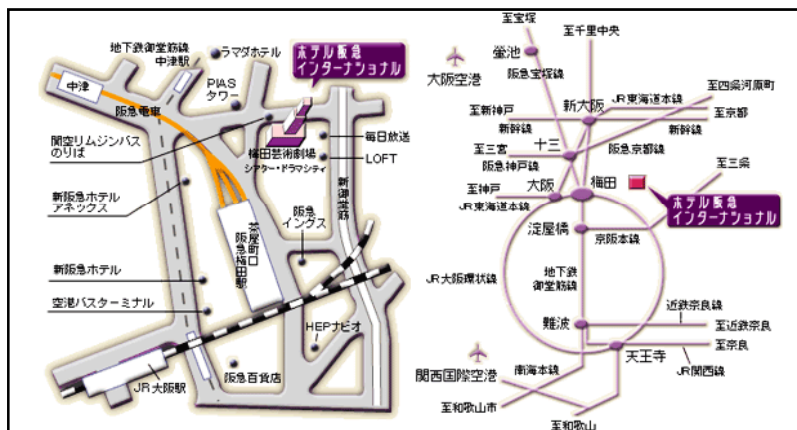 地下鉄御堂筋線
中津駅
ラマダホテル
ホテル阪急
インターナショナル
中津
阪急電車
PIAS
タワー
関空リムジンバス
のりば
梅田芸術劇場
シアター・ドラマシティ
毎日放送
LOFT
新御堂筋
新阪急ホテル
アネックス
阪急
イングス
茶屋町口
阪急梅田駅
新阪急ホテル
空港バスターミナル
HEPナビオ
阪急百貨店
JR大阪駅
至宝塚
至千里中央
螢池
大阪空港
阪急宝塚線
至四条河原町
JR東海道本線
新大阪
至新神戸
至京都
新幹線
新幹線
十三
至三宮
阪急京都線
阪急神戸線
至三条
至神戸
大阪
梅田
JR東海道本線
ホテル阪急
インターナショナル
淀屋橋
京阪本線
JR大阪環状線
地下鉄
御堂筋線
近鉄奈良線
難波
至近鉄奈良
至奈良
天王寺
関西国際空港
南海本線
JR関西線
至和歌山市
至和歌山